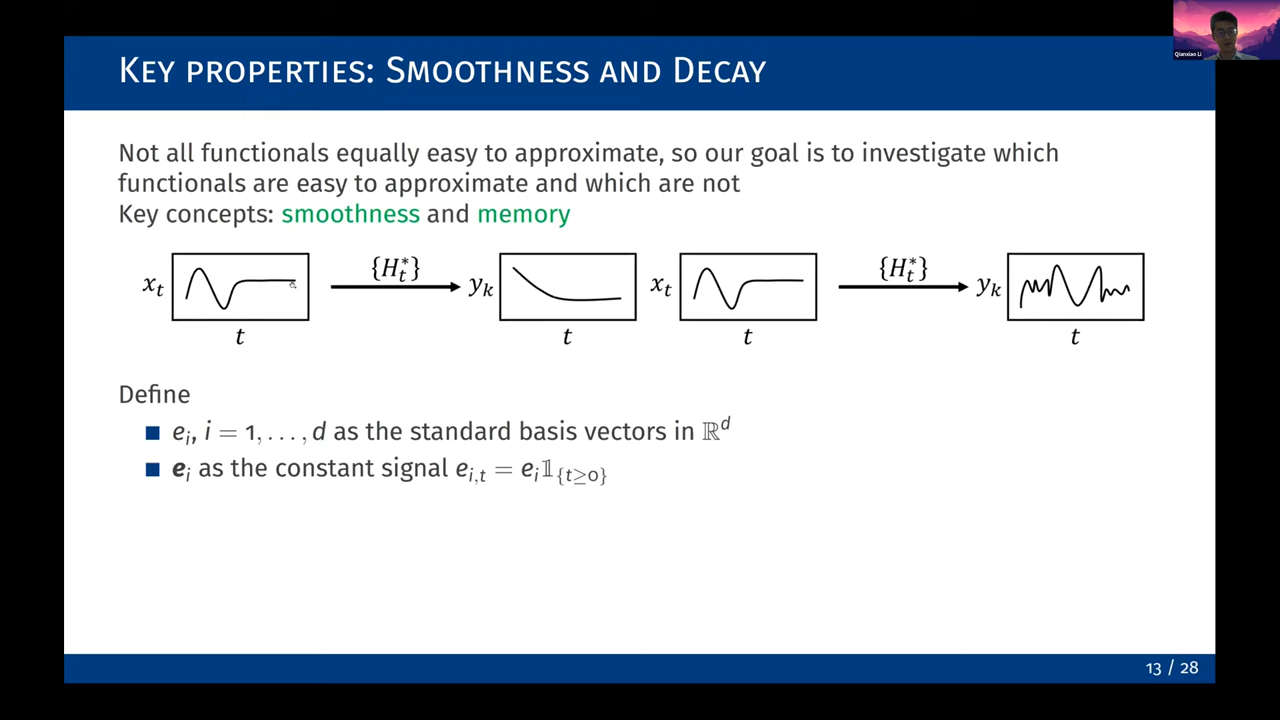 Qianxiao Li
KEY PROPERTIES: SMOOTHNESS AND DECAY
Not all functionals equally easy to approximate, so our goal is to investigate which
functionals are easy to approximate and which are not
Key concepts: smoothness and memory
x_t {H_t^*} y_k x_t {H_t^*} y_k
t t t t
Define
■ e_i, i = 1, . . . , d as the standard basis vectors in ℝ^d
■ e_i as the constant signal e_{i,t} = e_i 𝟙_{t≥0}
13 / 28